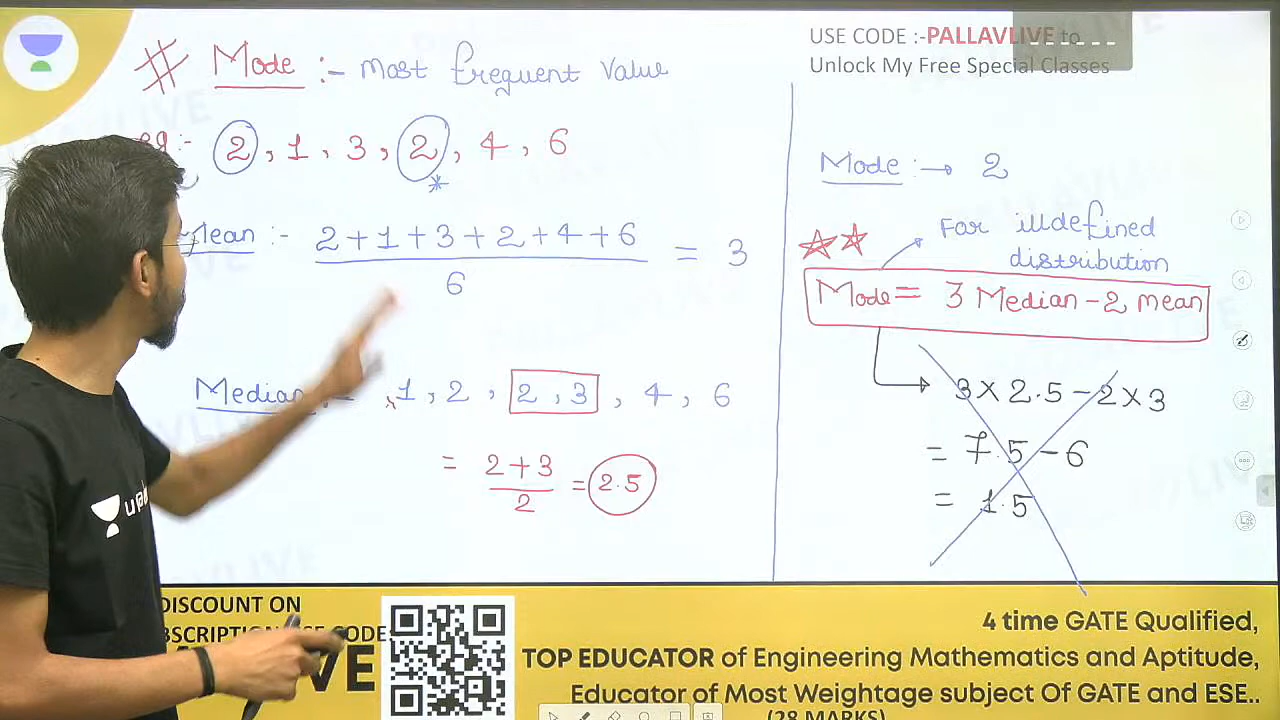 # Mode :- Most frequent Value
eg:- 2, 1, 3, 2, 4, 6
*
Mean :- 2+1+3+2+4+6
6
= 3
Median :- 1, 2, 2, 3, 4, 6
= 2+3
2
= 2.5
USE CODE :-PALLAVLIVE to
Unlock My Free Special Classes
Mode :→ 2
For illdefined
distribution
Mode = 3 Median - 2 mean
3 × 2.5 - 2 × 3
= 7.5 - 6
= 1.5
DISCOUNT ON
4 time GATE Qualified,
TOP EDUCATOR of Engineering Mathematics and Aptitude,
Educator of Most Weightage subject Of GATE and ESE..
(28 MARKS)